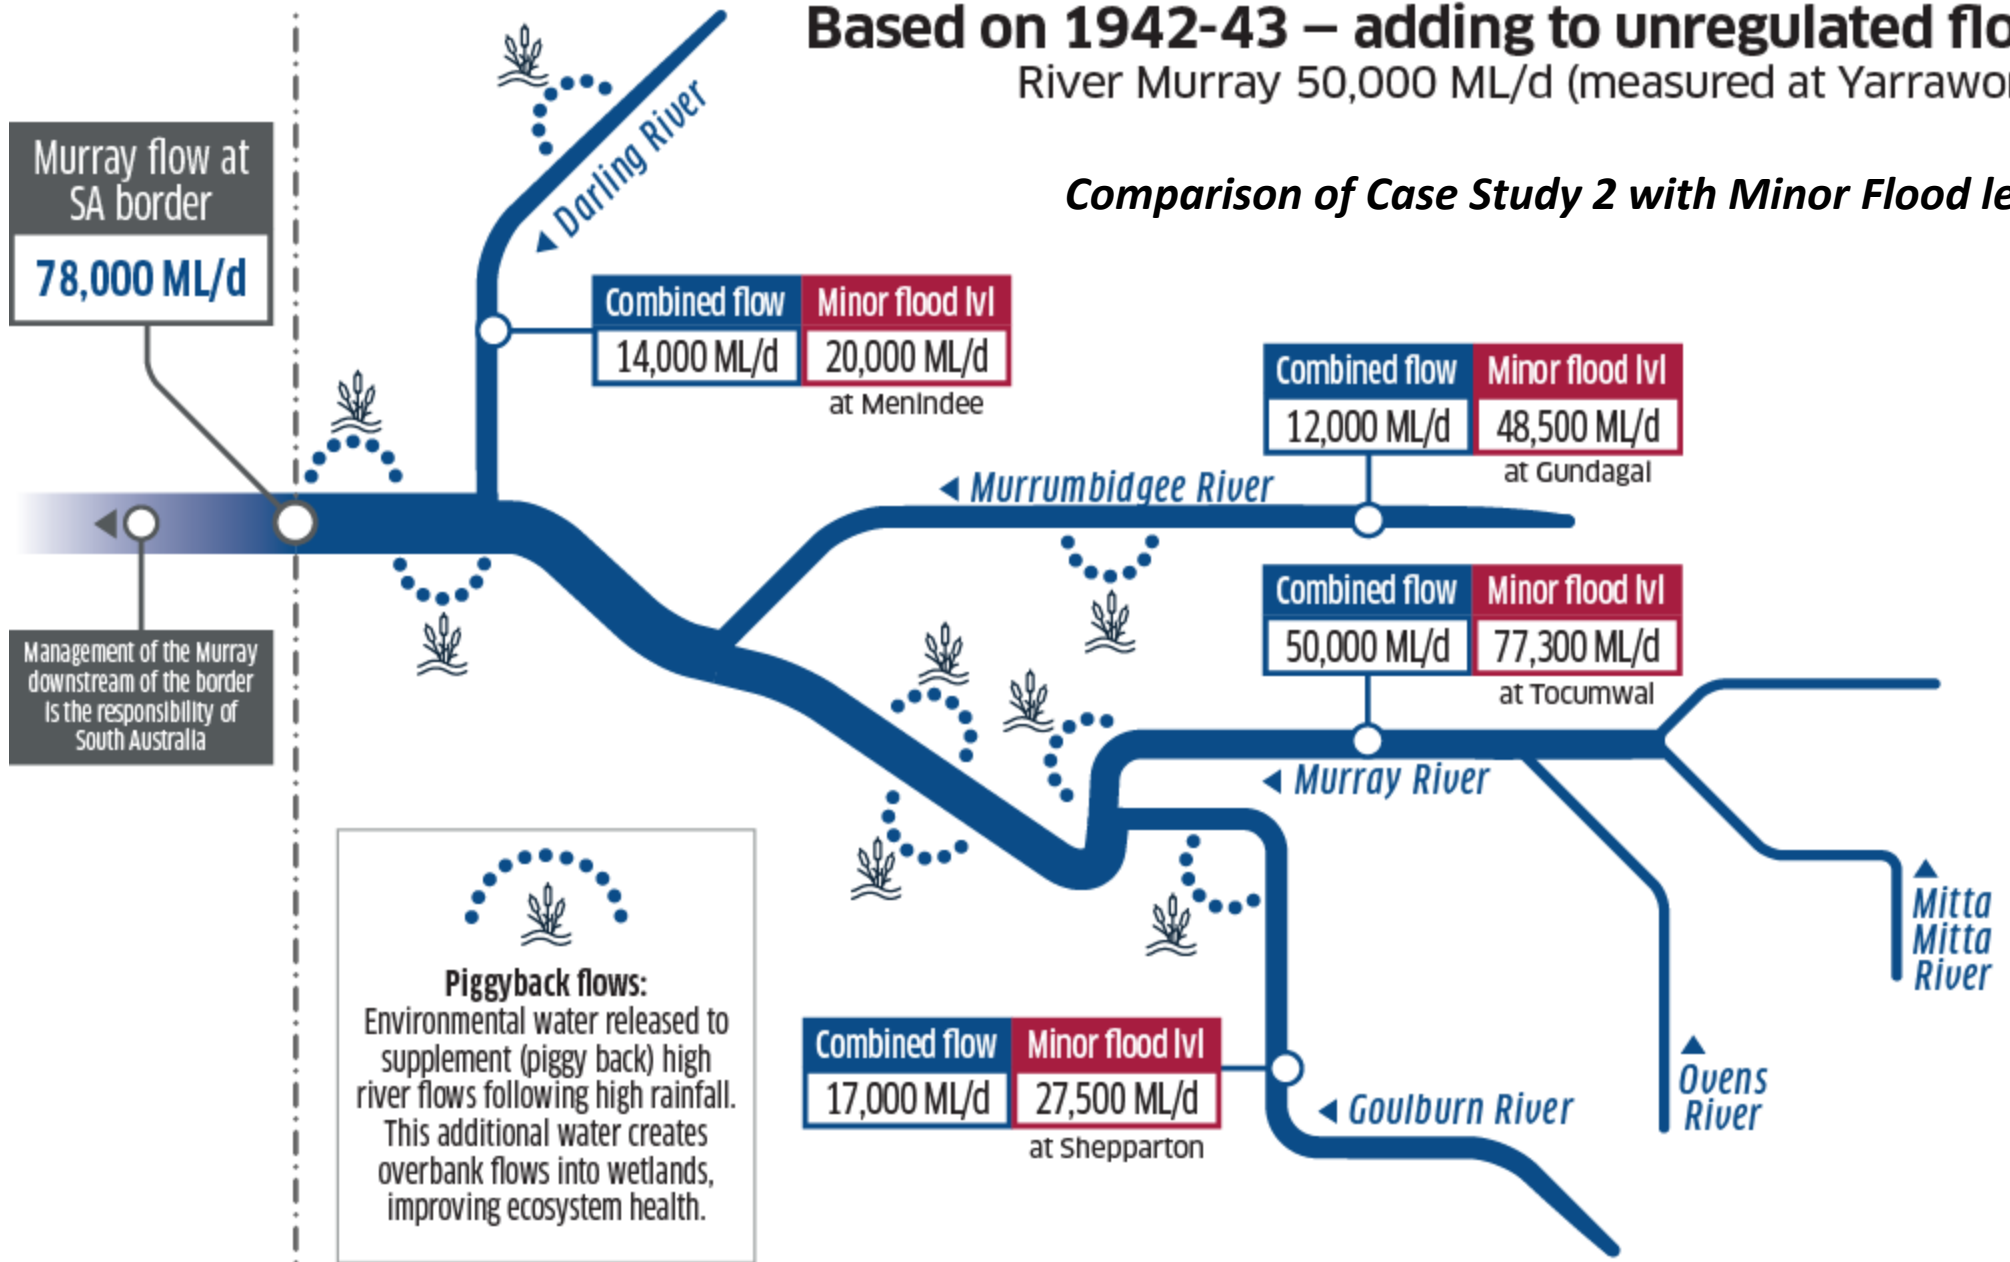 Based on 1942-43 – adding to unregulated flo
River Murray 50,000 ML/d (measured at Yarrawo
Comparison of Case Study 2 with Minor Flood le
Murray flow at
SA border
78,000 ML/d
Darling River
Combined flow
Minor flood lvl
14,000 ML/d
20,000 ML/d
at Menindee
Combined flow
Minor flood lvl
12,000 ML/d
48,500 ML/d
at Gundagai
Murrumbidgee River
Combined flow
Minor flood lvl
50,000 ML/d
77,300 ML/d
at Tocumwal
Murray River
Management of the Murray
downstream of the border
is the responsibility of
South Australia
Mitta
Mitta
River
Ovens
River
Piggyback flows:
Environmental water released to
supplement (piggy back) high
river flows following high rainfall.
This additional water creates
overbank flows into wetlands,
improving ecosystem health.
Combined flow
Minor flood lvl
17,000 ML/d
27,500 ML/d
at Shepparton
Goulburn River